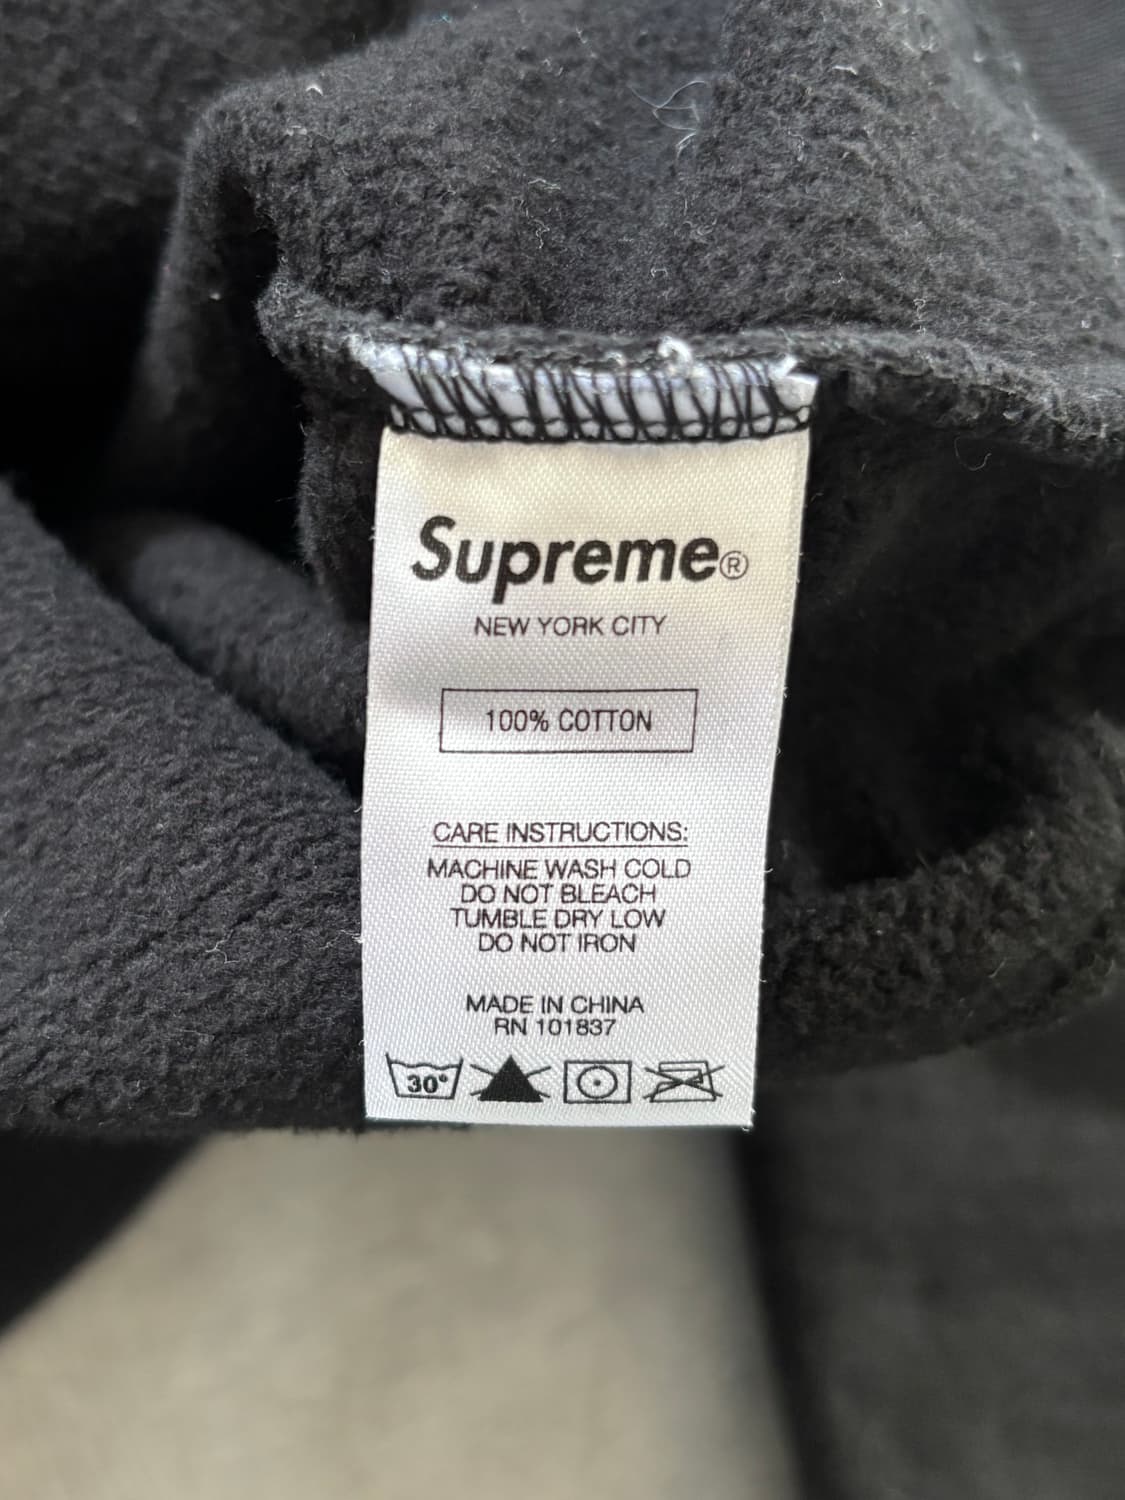 Supreme®
NEW YORK CITY
100% COTTON
CARE INSTRUCTIONS:
MACHINE WASH COLD
DO NOT BLEACH
TUMBLE DRY LOW
DO NOT IRON
MADE IN CHINA
RN 101837
30°